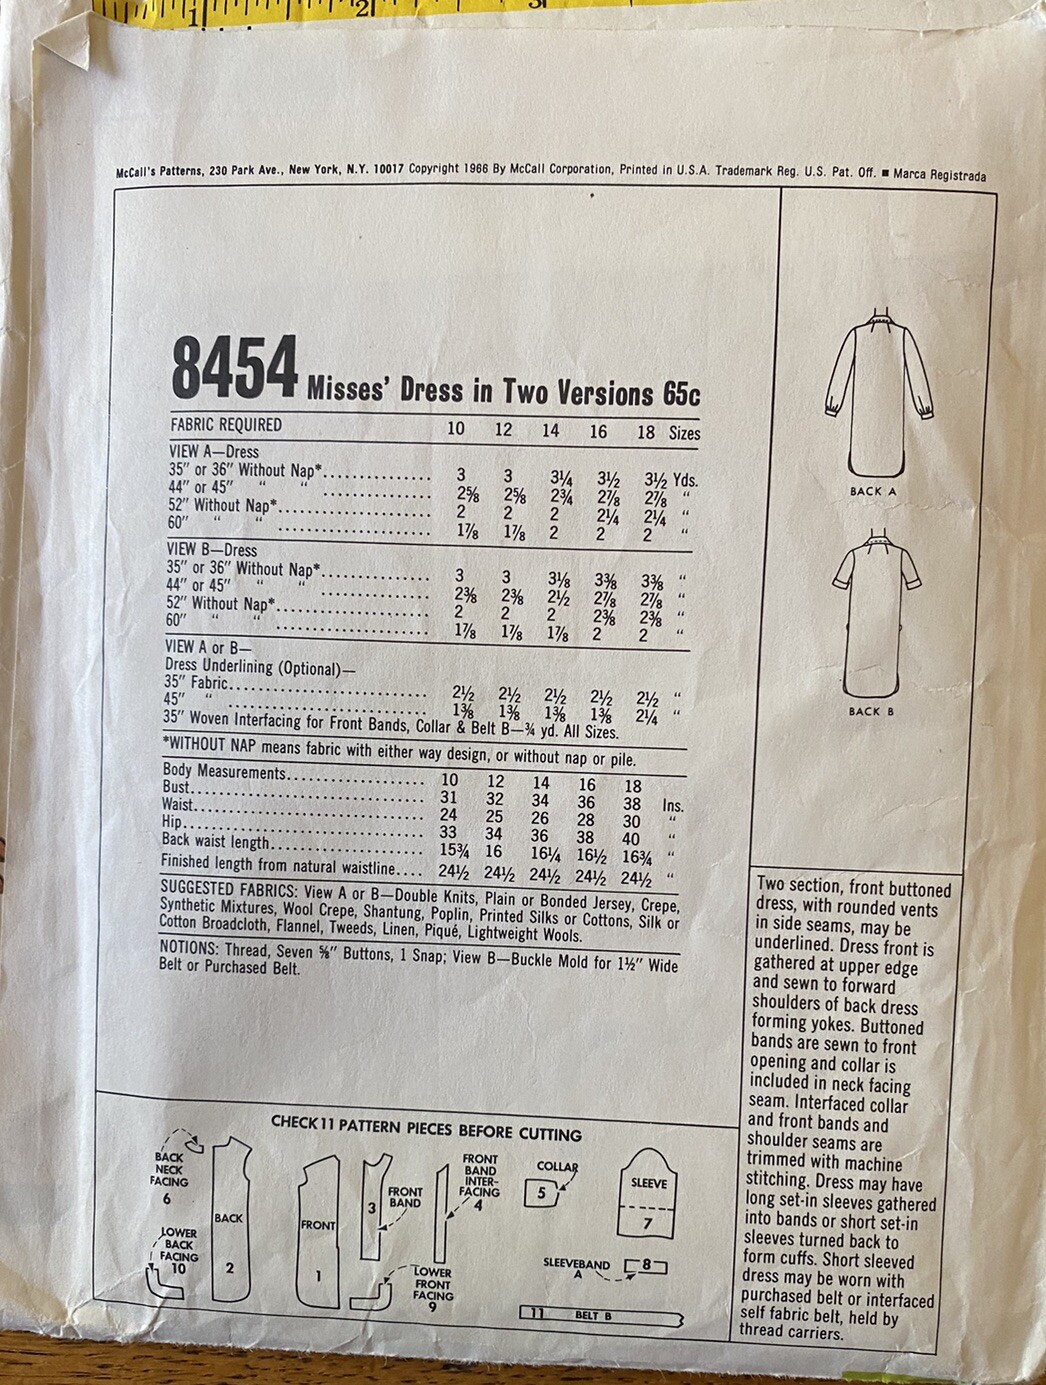 1 2 3
McCall's Patterns, 230 Park Ave., New York, N.Y. 10017 Copyright 1966 By McCall Corporation, Printed in U.S.A. Trademark Reg. U.S. Pat. Off. ■ Marca Registrada
8454 Misses' Dress in Two Versions 65c
FABRIC REQUIRED 10 12 14 16 18 Sizes
VIEW A—Dress
35" or 36" Without Nap*.............. 3 3 3¼ 3½ 3½ Yds.
44" or 45" " " .............. 2⅝ 2⅝ 2¾ 2⅞ 2⅞ "
52" Without Nap*.................... 2 2 2 2¼ 2¼ "
60" " " .................... 1⅞ 1⅞ 2 2 2 "
VIEW B—Dress
35" or 36" Without Nap*.............. 3 3 3⅛ 3⅜ 3⅜ "
44" or 45" " " .............. 2⅜ 2⅜ 2½ 2⅞ 2⅞ "
52" Without Nap*.................... 2 2 2 2⅜ 2⅜ "
60" " " .................... 1⅞ 1⅞ 1⅞ 2 2 "
VIEW A or B—
Dress Underlining (Optional)—
35" Fabric.......................... 2½ 2½ 2½ 2½ 2½ "
45" " .......................... 1⅜ 1⅜ 1⅜ 1⅜ 2¼ "
35" Woven Interfacing for Front Bands, Collar & Belt B—¾ yd. All Sizes.
*WITHOUT NAP means fabric with either way design, or without nap or pile.
Body Measurements.................. 10 12 14 16 18
Bust............................... 31 32 34 36 38 Ins.
Waist.............................. 24 25 26 28 30 "
Hip................................ 33 34 36 38 40 "
Back waist length.................... 15¾ 16 16¼ 16½ 16¾ "
Finished length from natural waistline.... 24½ 24½ 24½ 24½ 24½ "
SUGGESTED FABRICS: View A or B—Double Knits, Plain or Bonded Jersey, Crepe,
Synthetic Mixtures, Wool Crepe, Shantung, Poplin, Printed Silks or Cottons, Silk or
Cotton Broadcloth, Flannel, Tweeds, Linen, Piqué, Lightweight Wools.
NOTIONS: Thread, Seven ⅝" Buttons, 1 Snap; View B—Buckle Mold for 1½" Wide
Belt or Purchased Belt.
BACK A
BACK B
Two section, front buttoned
dress, with rounded vents
in side seams, may be
underlined. Dress front is
gathered at upper edge
and sewn to forward
shoulders of back dress
forming yokes. Buttoned
bands are sewn to front
opening and collar is
included in neck facing
seam. Interfaced collar
and front bands and
shoulder seams are
trimmed with machine
stitching. Dress may have
long set-in sleeves gathered
into bands or short set-in
sleeves turned back to
form cuffs. Short sleeved
dress may be worn with
purchased belt or interfaced
self fabric belt, held by
thread carriers.
CHECK 11 PATTERN PIECES BEFORE CUTTING
BACK
NECK
FACING
6
LOWER
BACK
FACING
10
BACK
2
FRONT
1
3
FRONT
BAND
FRONT
BAND
INTER-
FACING
4
LOWER
FRONT
FACING
9
COLLAR
5
SLEEVE
7
SLEEVEBAND
A
8
11 BELT B